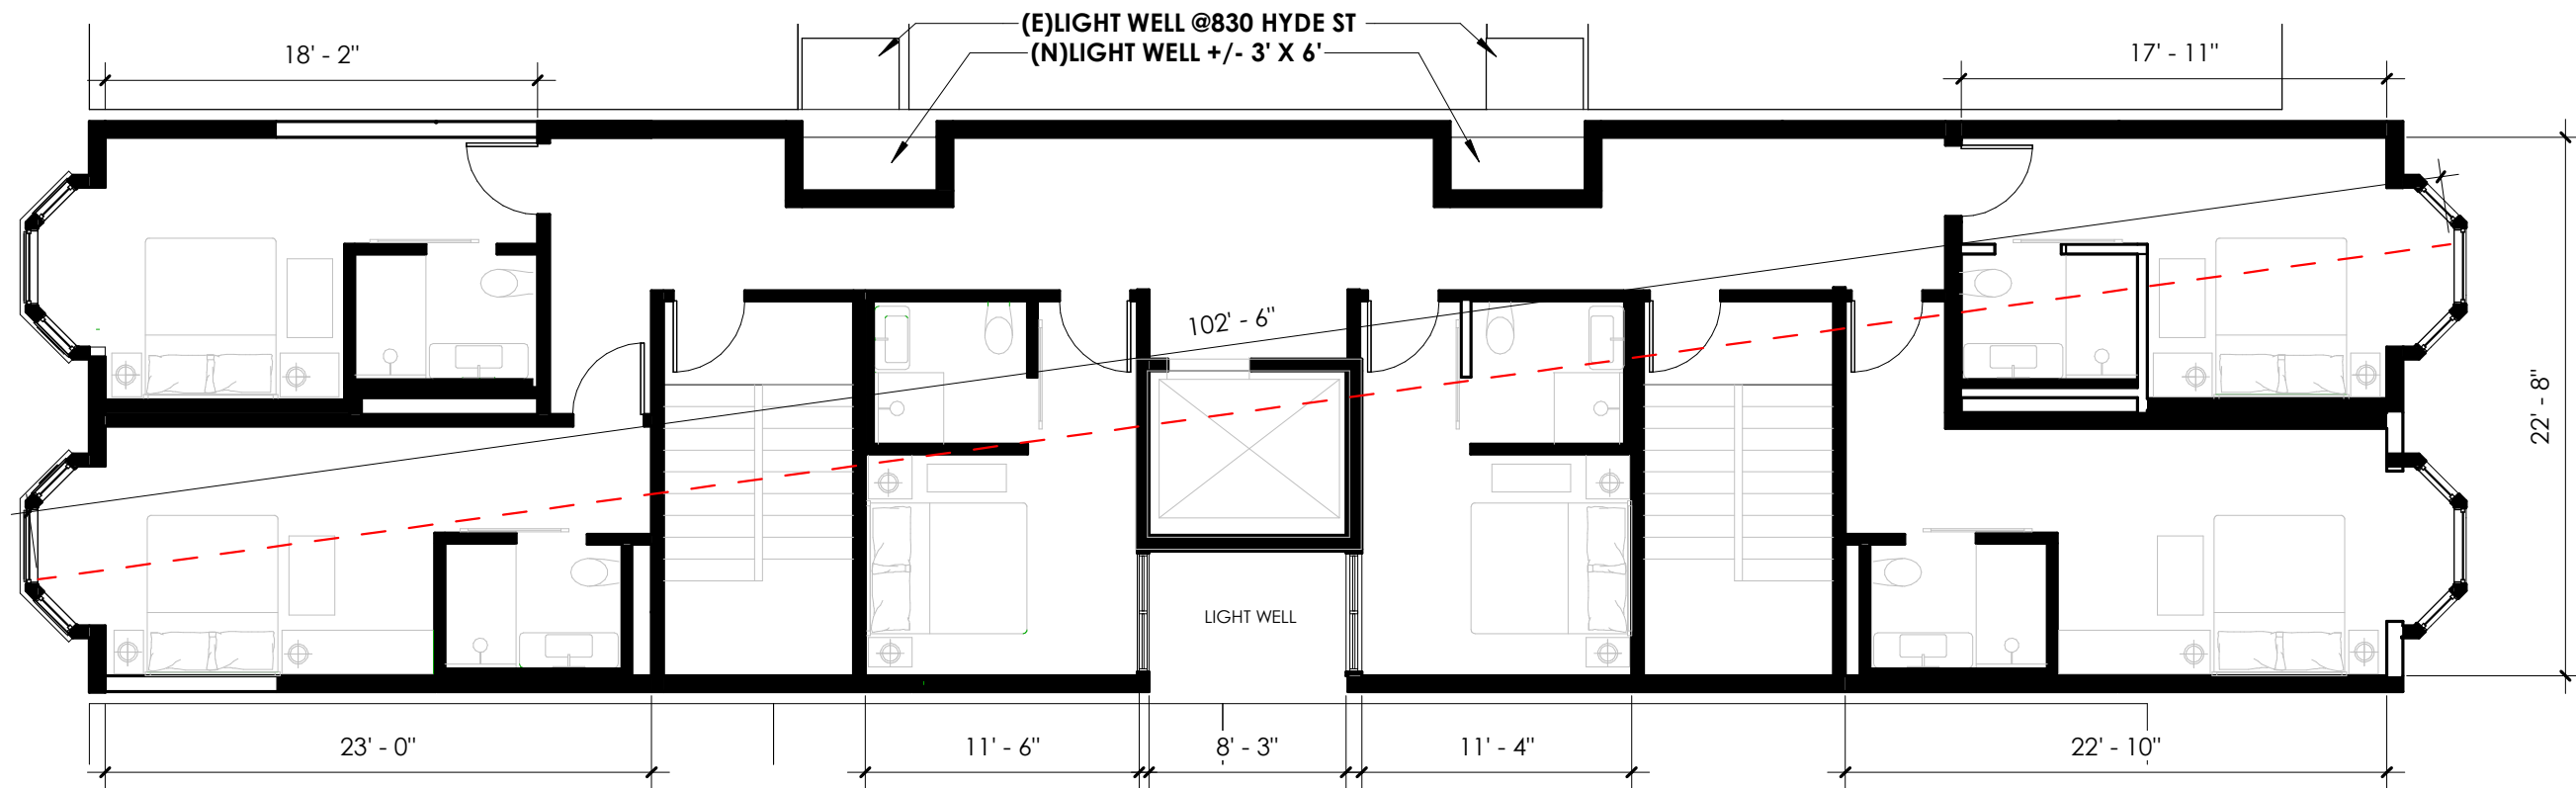 (E)LIGHT WELL @830 HYDE ST
18' - 2"
(N)LIGHT WELL +/- 3' X 6'
17' - 11"
102' - 6"
22' - 8"
LIGHT WELL
23' - 0"
11' - 6"
8' - 3"
11' - 4"
22' - 10"